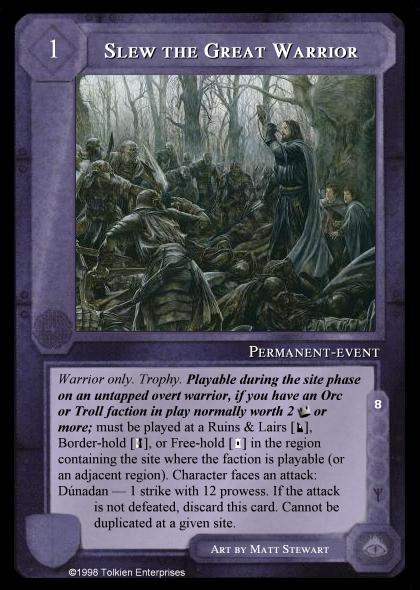 1
SLEW THE GREAT WARRIOR
PERMANENT-EVENT
Warrior only. Trophy. Playable during the site phase
on an untapped overt warrior, if you have an Orc
or Troll faction in play normally worth 2 or
more; must be played at a Ruins & Lairs [],
Border-hold [], or Free-hold [] in the region
containing the site where the faction is playable (or
an adjacent region). Character faces an attack:
Dúnadan — 1 strike with 12 prowess. If the attack
is not defeated, discard this card. Cannot be
duplicated at a given site.
8
ART BY MATT STEWART
©1998 Tolkien Enterprises